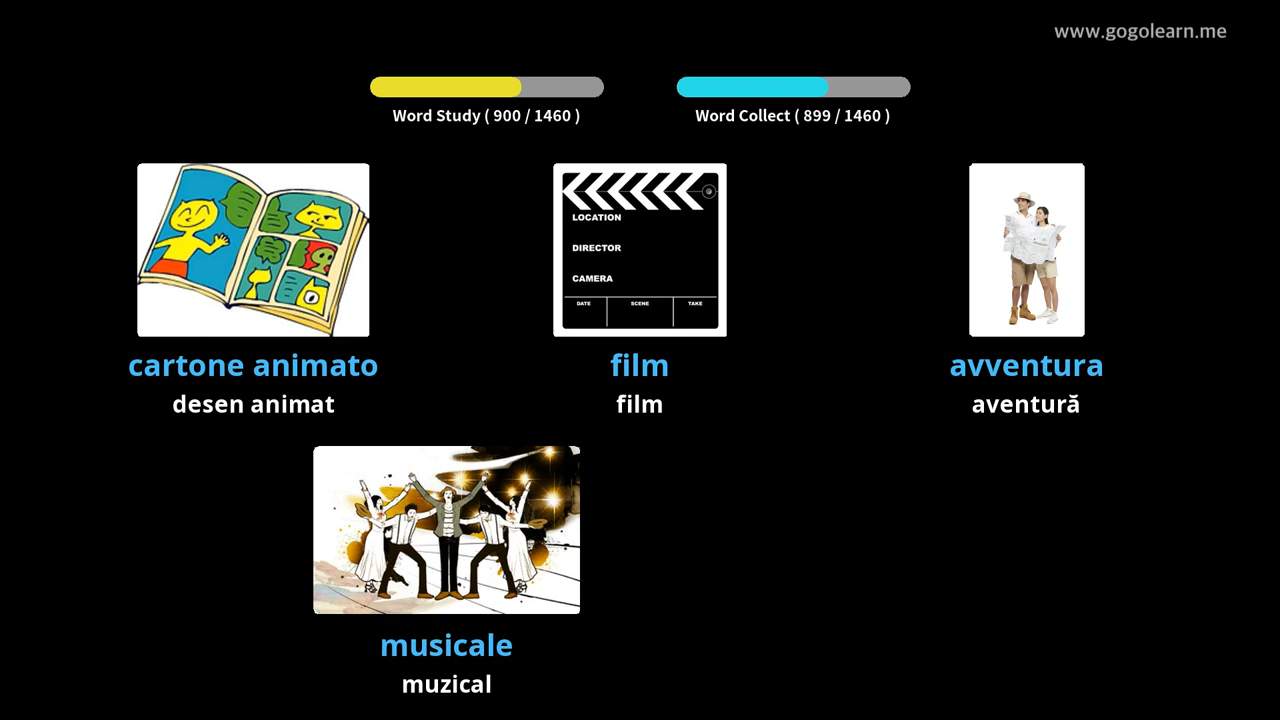 www.gogolearn.me
Word Study ( 900 / 1460 )
Word Collect ( 899 / 1460 )
LOCATION
DIRECTOR
CAMERA
DATE SCENE TAKE
cartone animato
desen animat
film
film
avventura
aventură
musicale
muzical